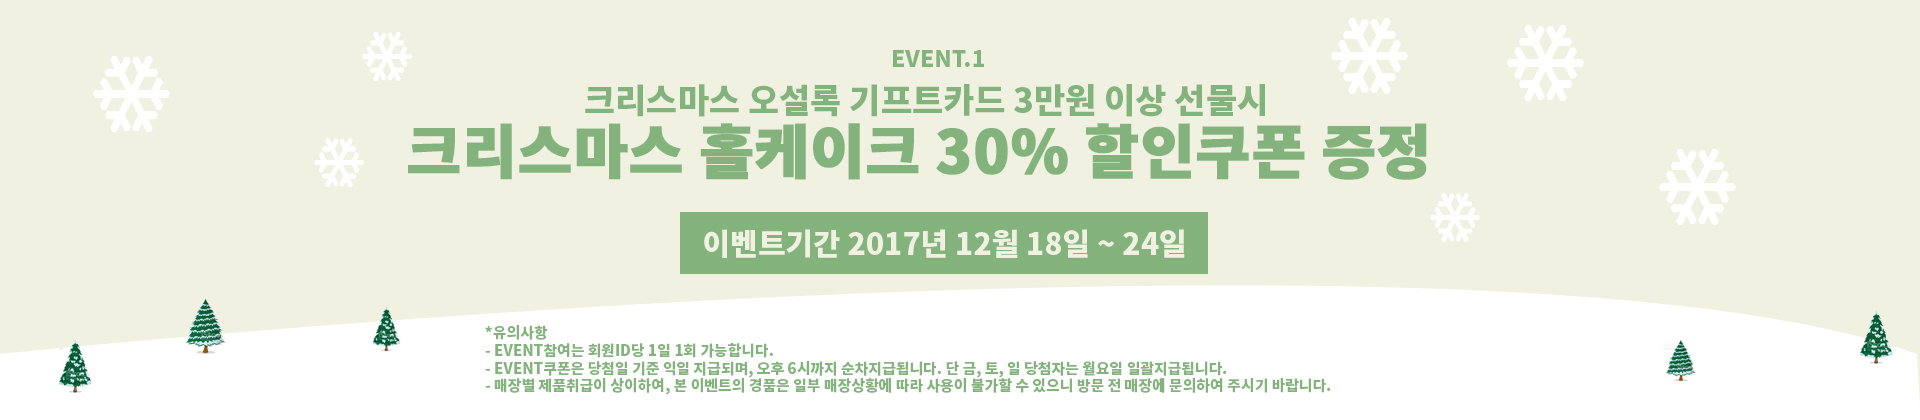 EVENT.1
크리스마스 오설록 기프트카드 3만원 이상 선물시
크리스마스 홀케이크 30% 할인쿠폰 증정
이벤트기간 2017년 12월 18일 ~ 24일
*유의사항
- EVENT참여는 회원ID당 1일 1회 가능합니다.
- EVENT쿠폰은 당첨일 기준 익일 지급되며, 오후 6시까지 순차지급됩니다. 단 금, 토, 일 당첨자는 월요일 일괄지급됩니다.
- 매장별 제품취급이 상이하여, 본 이벤트의 경품은 일부 매장상황에 따라 사용이 불가할 수 있으니 방문 전 매장에 문의하여 주시기 바랍니다.